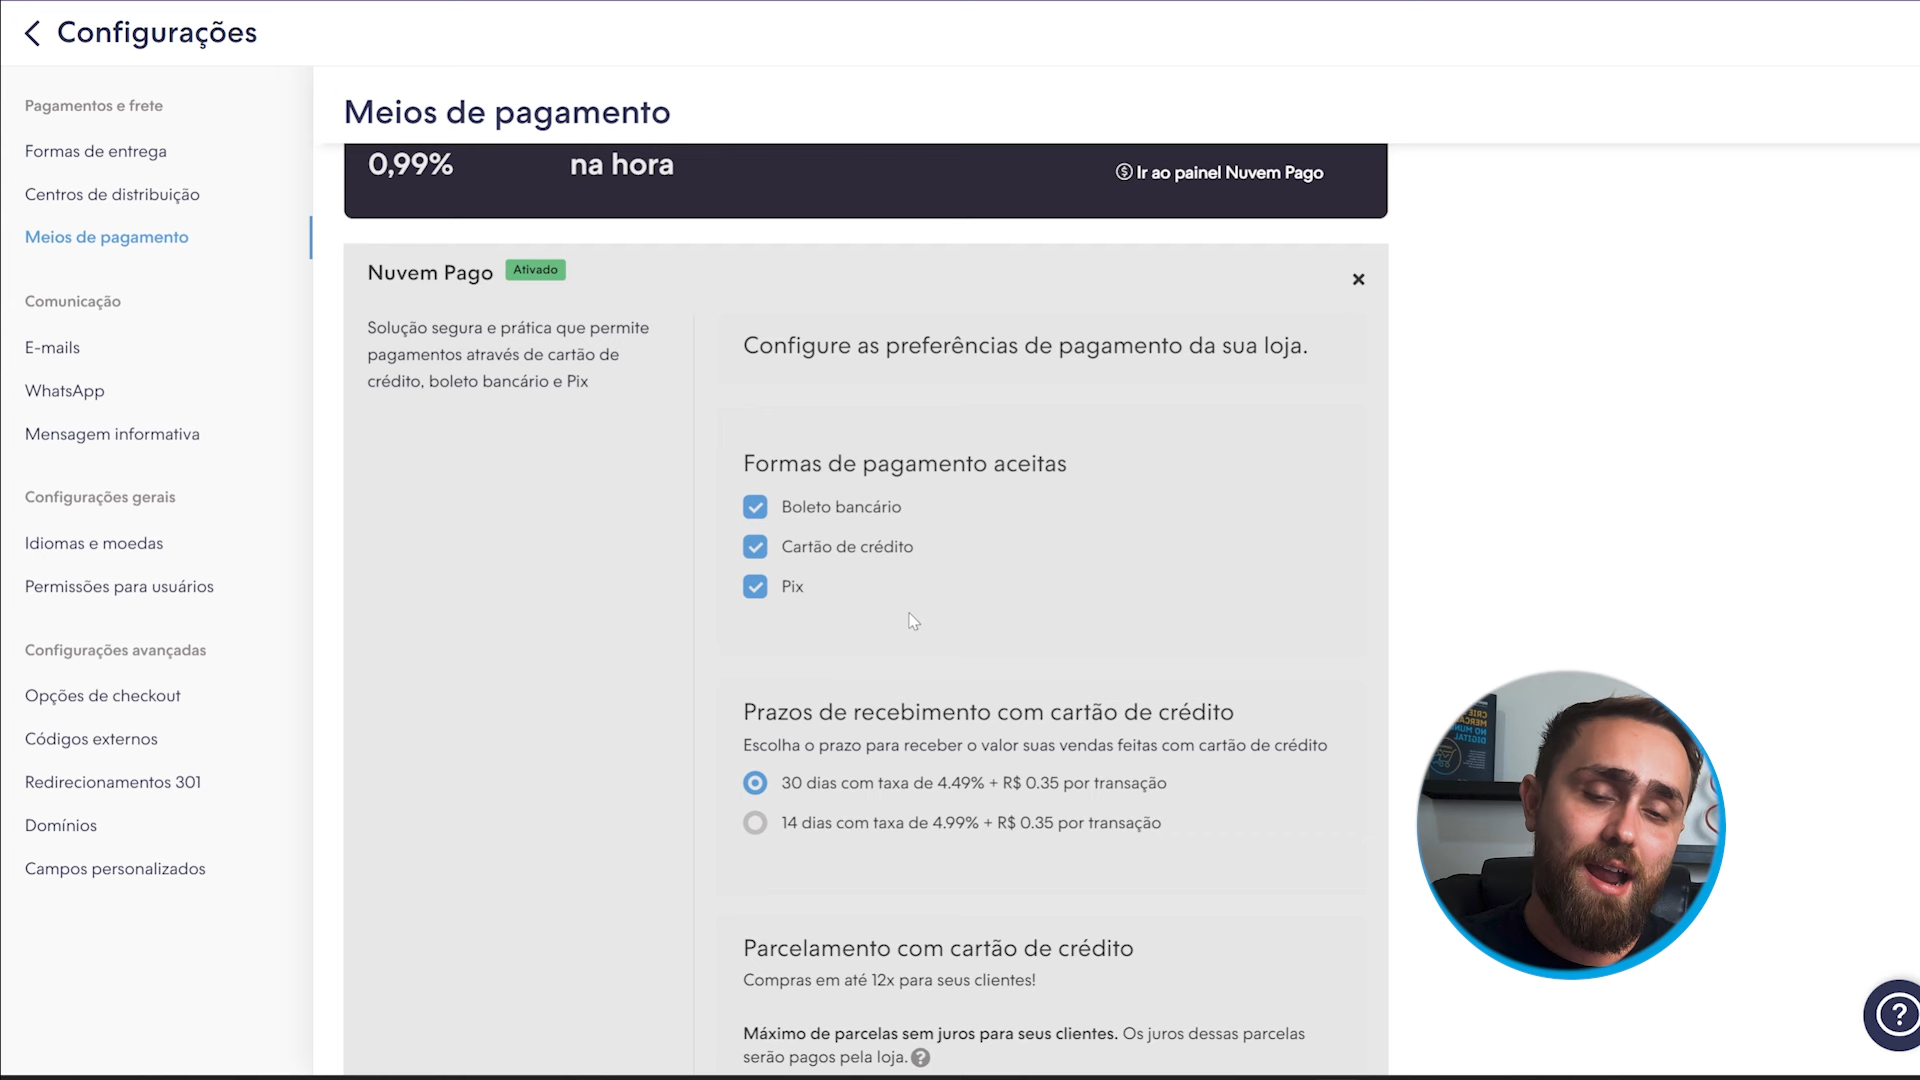 Configurações
Pagamentos e frete
Formas de entrega
Centros de distribuição
Meios de pagamento
Comunicação
E-mails
WhatsApp
Mensagem informativa
Configurações gerais
Idiomas e moedas
Permissões para usuários
Configurações avançadas
Opções de checkout
Códigos externos
Redirecionamentos 301
Domínios
Campos personalizados
Meios de pagamento
0,99%
na hora
Ir ao painel Nuvem Pago
Nuvem Pago
Ativado
Solução segura e prática que permite
pagamentos através de cartão de
crédito, boleto bancário e Pix
Configure as preferências de pagamento da sua loja.
Formas de pagamento aceitas
Boleto bancário
Cartão de crédito
Pix
Prazos de recebimento com cartão de crédito
Escolha o prazo para receber o valor suas vendas feitas com cartão de crédito
30 dias com taxa de 4.49% + R$ 0.35 por transação
14 dias com taxa de 4.99% + R$ 0.35 por transação
Parcelamento com cartão de crédito
Compras em até 12x para seus clientes!
Máximo de parcelas sem juros para seus clientes. Os juros dessas parcelas
serão pagos pela loja.